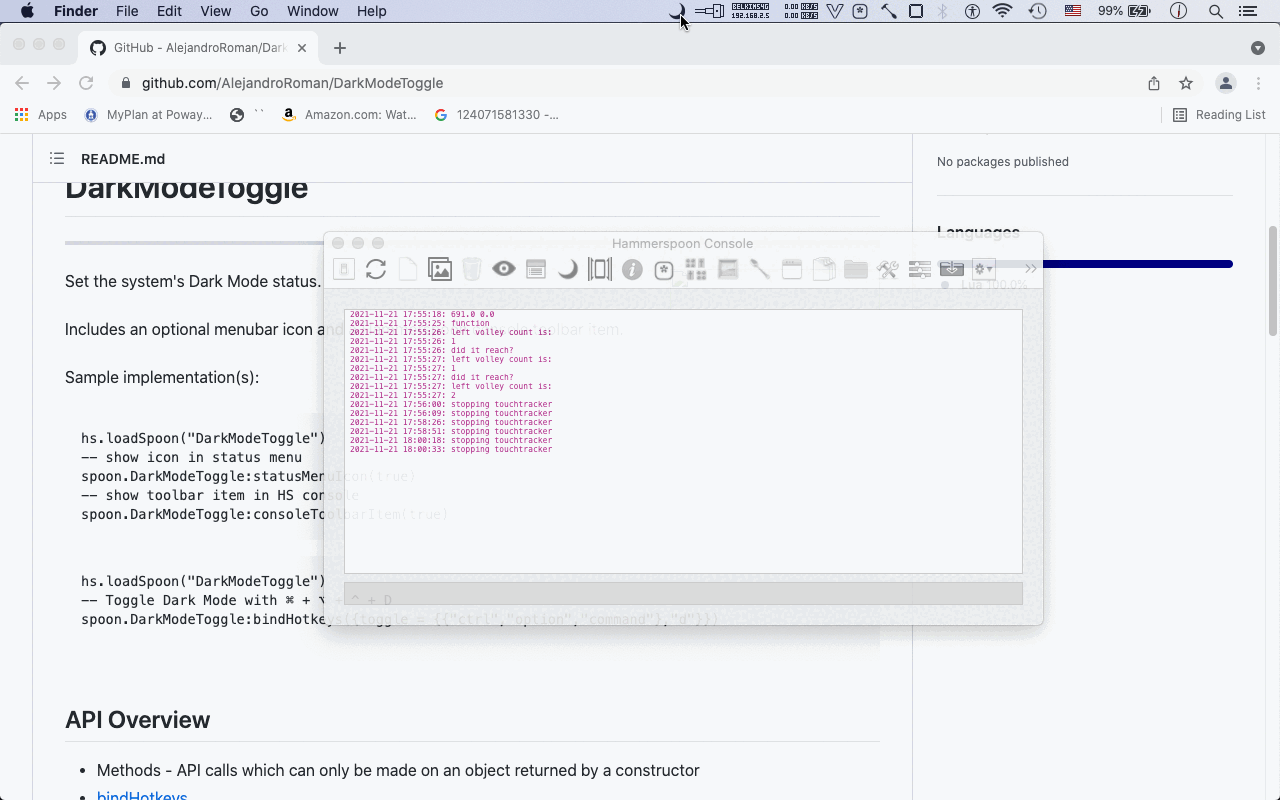 Finder File Edit View Go Window Help
192.168.2.5
0.00 KB/S
0.00 KB/S
99%
GitHub - AlejandroRoman/Dark
github.com/AlejandroRoman/DarkModeToggle
Apps MyPlan at Poway... `` Amazon.com: Wat... 124071581330 -... Reading List
README.md
No packages published
DarkModeToggle
Languages
Lua 100.0%
Hammerspoon Console
Set the system's Dark Mode status.
Includes an optional menubar icon and toolbar item.
Sample implementation(s):
hs.loadSpoon("DarkModeToggle")
-- show icon in status menu
spoon.DarkModeToggle:statusMenuIcon(true)
-- show toolbar item in HS console
spoon.DarkModeToggle:consoleToolbarItem(true)
hs.loadSpoon("DarkModeToggle")
-- Toggle Dark Mode with ⌘ + ⌥ + ^ + D
spoon.DarkModeToggle:bindHotkeys({toggle = {{"ctrl","option","command"},"d"}})
2021-11-21 17:55:18: 691.0 0.0
2021-11-21 17:55:25: function
2021-11-21 17:55:26: left volley count is:
2021-11-21 17:55:26: 1
2021-11-21 17:55:26: did it reach?
2021-11-21 17:55:27: left volley count is:
2021-11-21 17:55:27: 1
2021-11-21 17:55:27: did it reach?
2021-11-21 17:55:27: left volley count is:
2021-11-21 17:55:27: 2
2021-11-21 17:56:00: stopping touchtracker
2021-11-21 17:56:09: stopping touchtracker
2021-11-21 17:58:26: stopping touchtracker
2021-11-21 17:58:51: stopping touchtracker
2021-11-21 18:00:18: stopping touchtracker
2021-11-21 18:00:33: stopping touchtracker
API Overview
• Methods - API calls which can only be made on an object returned by a constructor
• bindHotkeys